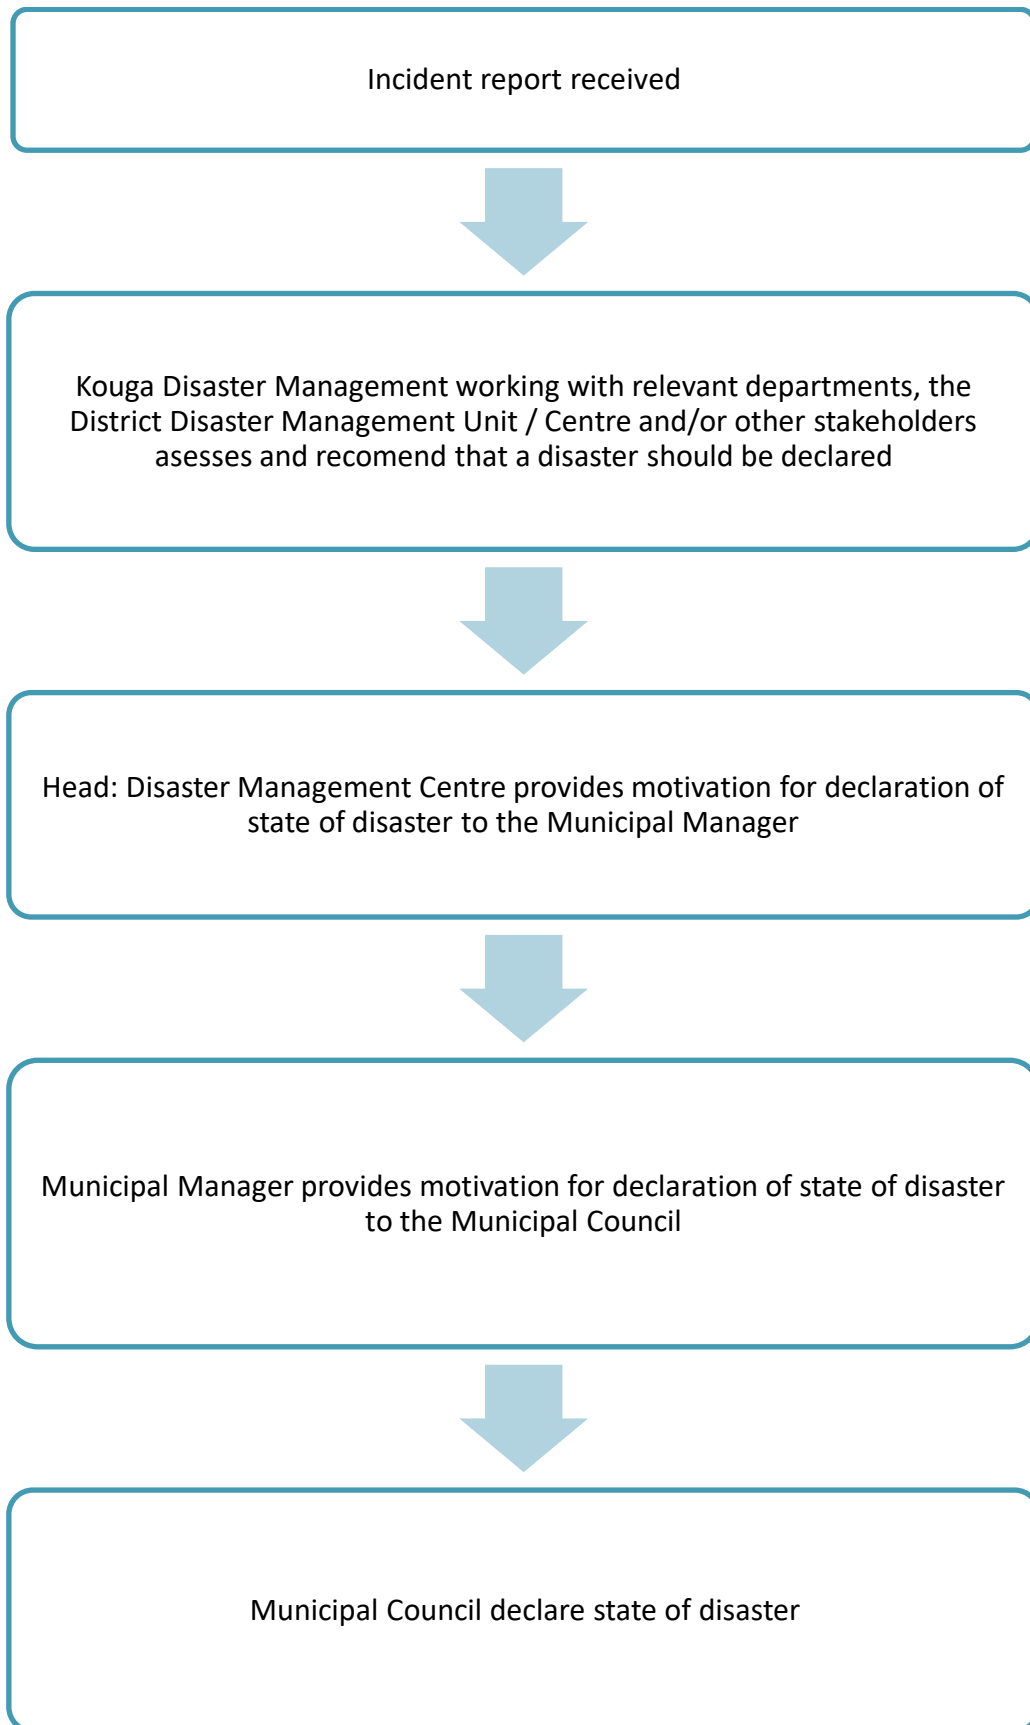 Incident report received
Kouga Disaster Management working with relevant departments, the
District Disaster Management Unit / Centre and/or other stakeholders
asesses and recomend that a disaster should be declared
Head: Disaster Management Centre provides motivation for declaration of
state of disaster to the Municipal Manager
Municipal Manager provides motivation for declaration of state of disaster
to the Municipal Council
Municipal Council declare state of disaster